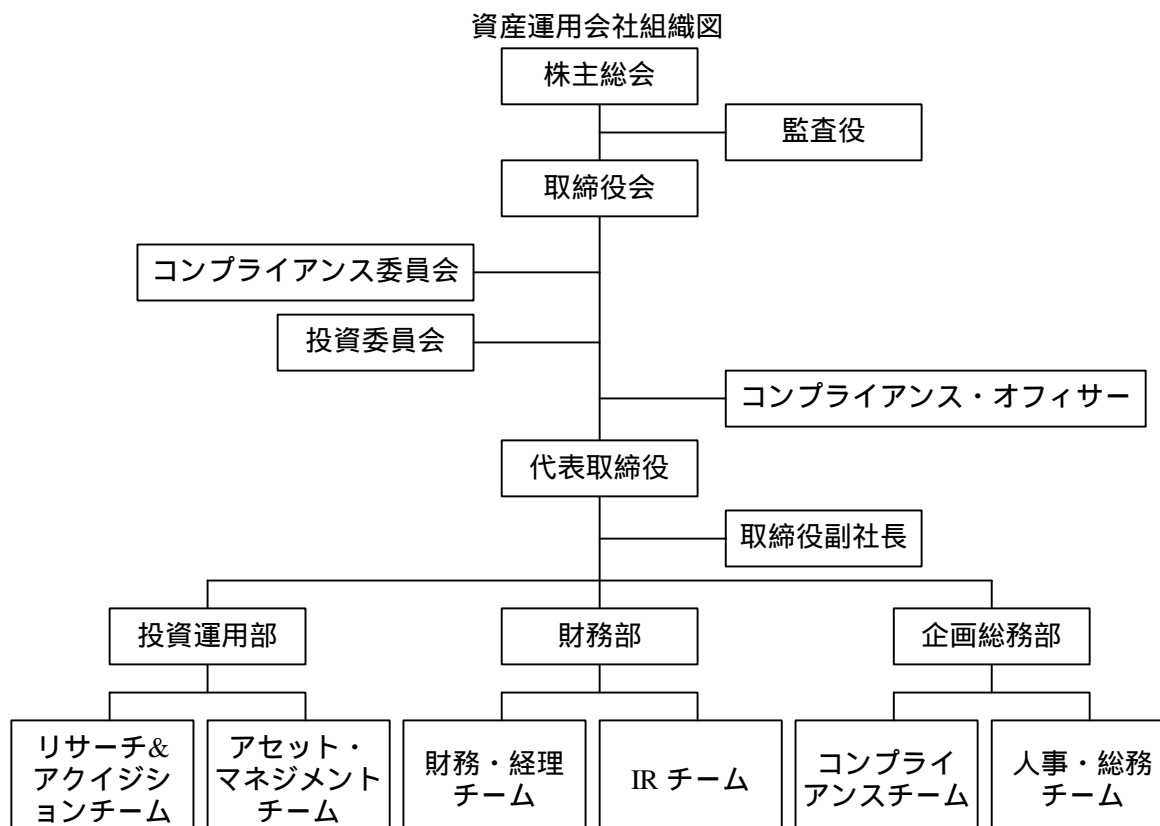 資産運用会社組織図
株主総会
監査役
取締役会
コンプライアンス委員会
投資委員会
コンプライアンス・オフィサー
代表取締役
取締役副社長
投資運用部
財務部
企画総務部
リサーチ&
アクイジシ
ョンチーム
アセット・
マネジメント
チーム
財務・経理
チーム
IR チーム
コンプライ
アンスチーム
人事・総務
チーム